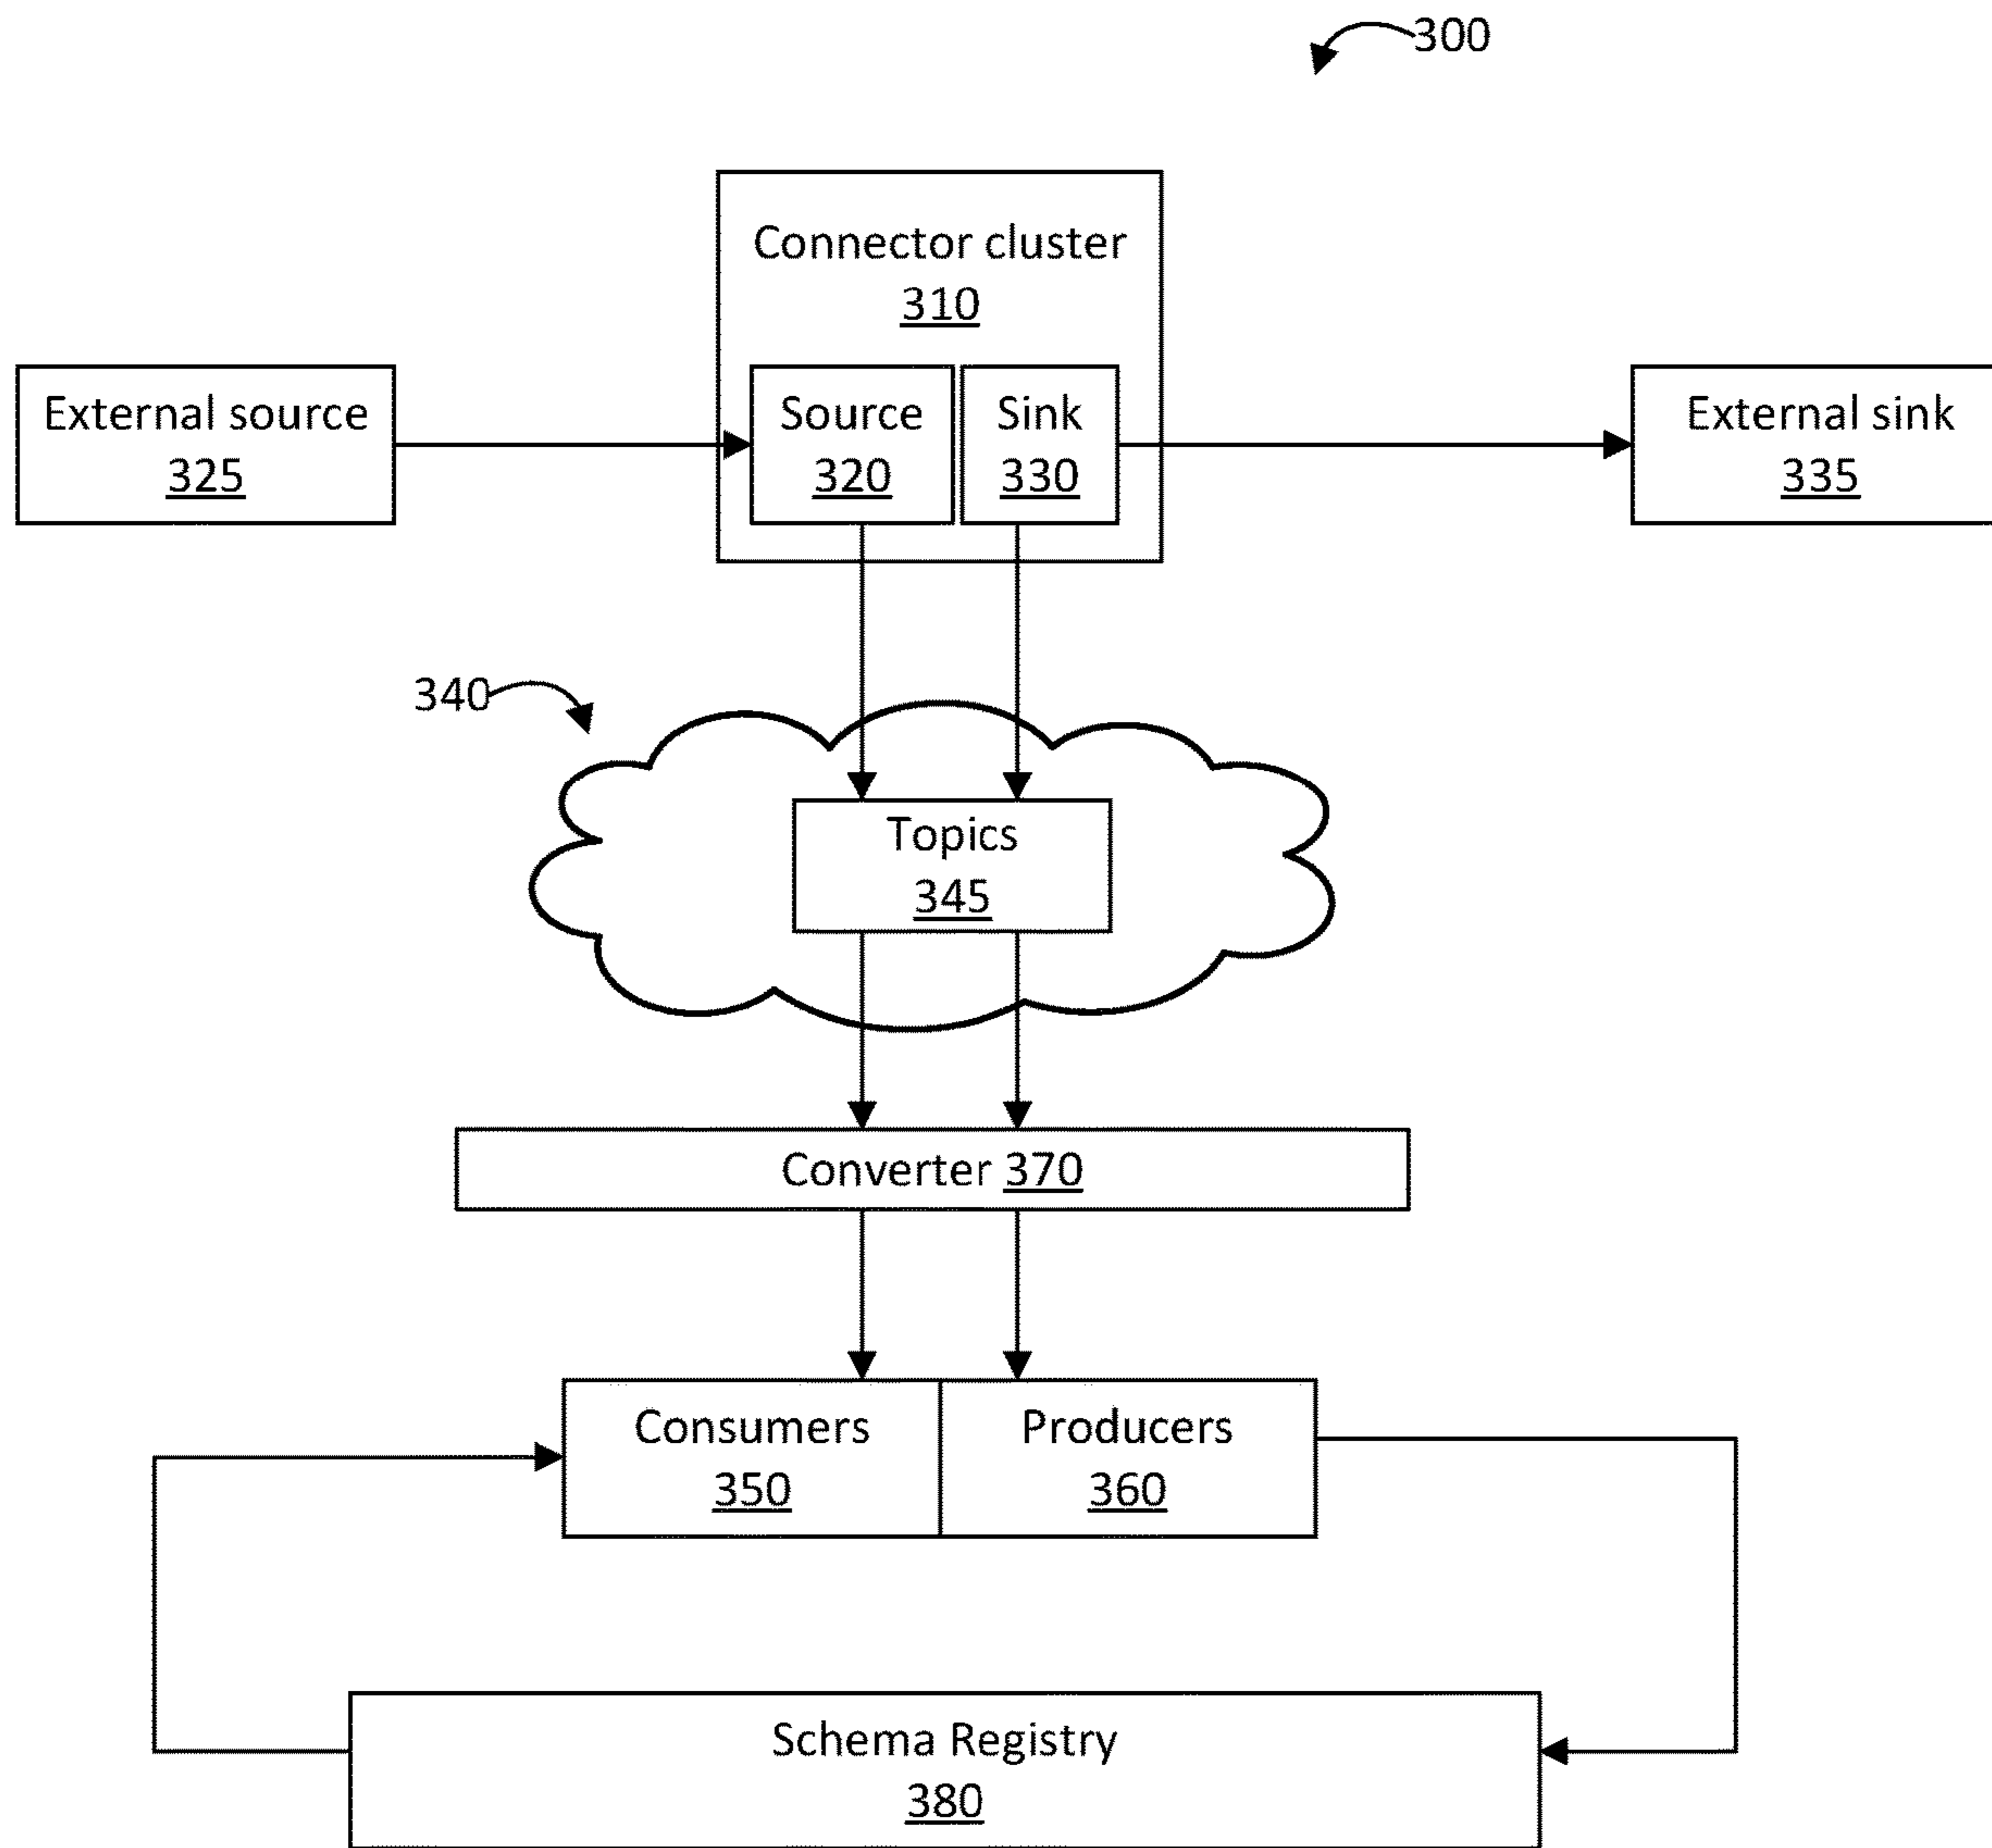 300
Connector cluster
310
External source
325
Source
320
Sink
330
External sink
335
340
Topics
345
Converter 370
Consumers
350
Producers
360
Schema Registry
380